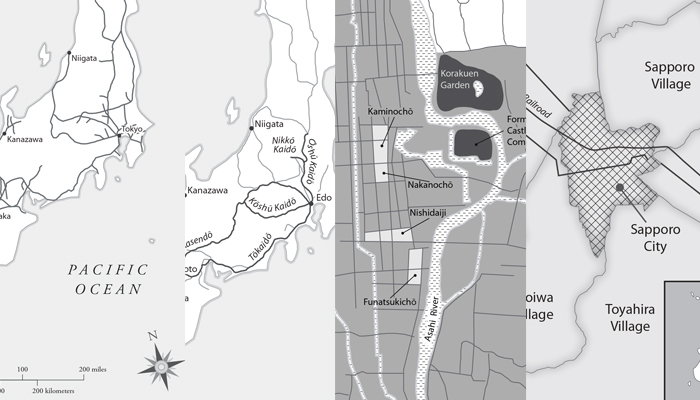 Niigata
Kanazawa
Tokyo
aka
PACIFIC
OCEAN
N
100
200 miles
00
200 kilometers
Niigata
Nikkō
Kaidō
Ōshū Kaidō
Kanazawa
Kōshū Kaidō
Edo
asendō
Tōkaidō
oto
a
Korakuen
Garden
Kaminochō
Form
Castl
Com
Nakanochō
Nishidaiji
Funatsukichō
Asahi River
Railroad
Sapporo
Village
Sapporo
City
oiwa
llage
Toyahira
Village